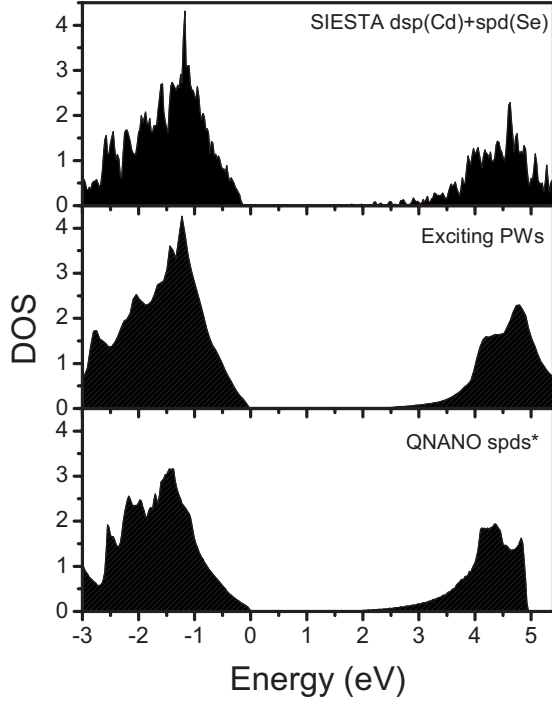 SIESTA dsp(Cd)+spd(Se)
4
3
2
1
0
Exciting PWs
4
3
2
1
0
DOS
QNANO spds*
4
3
2
1
0
-3 -2 -1 0 1 2 3 4 5
Energy (eV)